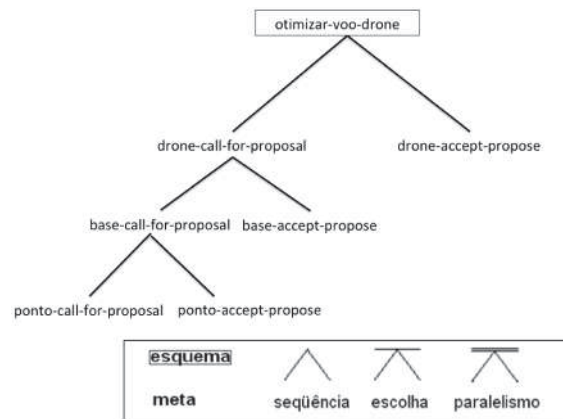 otimizar-voo-drone
drone-call-for-proposal drone-accept-propose
base-call-for-proposal base-accept-propose
ponto-call-for-proposal ponto-accept-propose
esquema
meta seqüência escolha paralelismo